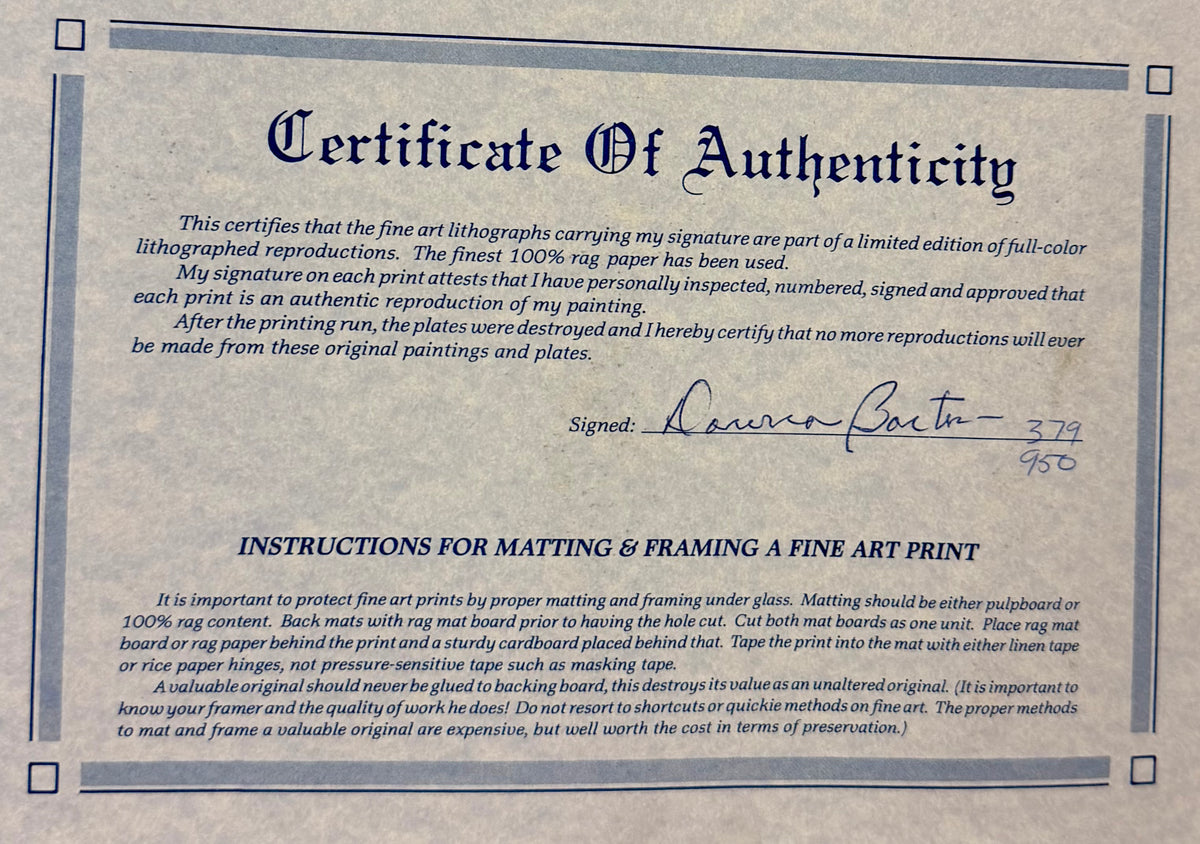 Certificate Of Authenticity
This certifies that the fine art lithographs carrying my signature are part of a limited edition of full-color
lithographed reproductions. The finest 100% rag paper has been used.
My signature on each print attests that I have personally inspected, numbered, signed and approved that
each print is an authentic reproduction of my painting.
After the printing run, the plates were destroyed and I hereby certify that no more reproductions will ever
be made from these original paintings and plates.
Signed: Dawna Barton 379
950
INSTRUCTIONS FOR MATTING & FRAMING A FINE ART PRINT
It is important to protect fine art prints by proper matting and framing under glass. Matting should be either pulpboard or
100% rag content. Back mats with rag mat board prior to having the hole cut. Cut both mat boards as one unit. Place rag mat
board or rag paper behind the print and a sturdy cardboard placed behind that. Tape the print into the mat with either linen tape
or rice paper hinges, not pressure-sensitive tape such as masking tape.
A valuable original should never be glued to backing board, this destroys its value as an unaltered original. (It is important to
know your framer and the quality of work he does! Do not resort to shortcuts or quickie methods on fine art. The proper methods
to mat and frame a valuable original are expensive, but well worth the cost in terms of preservation.)